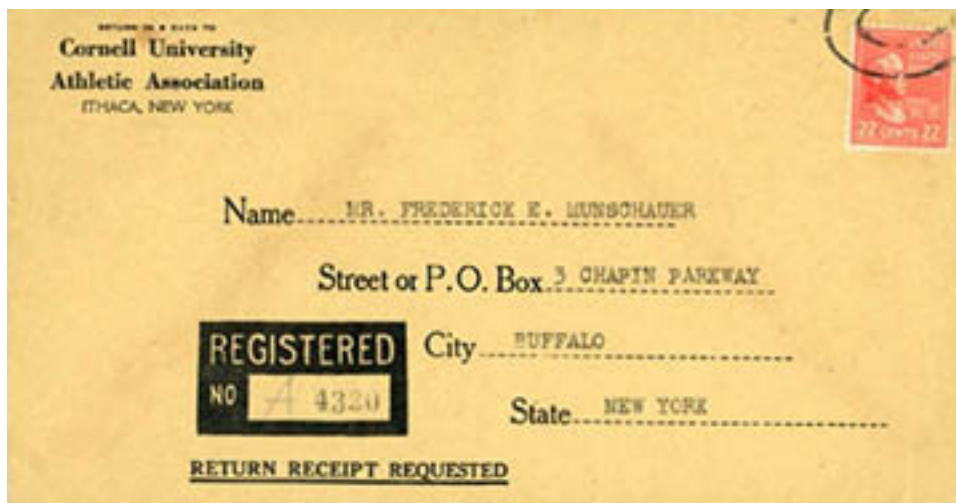 Cornell University
Athletic Association
ITHACA, NEW YORK
22 CENTS 22
Name MR. FREDERICK E. MUNSCHAUER
Street or P.O. Box 3 CHAPIN PARKWAY
REGISTERED
City BUFFALO
NO A 4320
State NEW YORK
RETURN RECEIPT REQUESTED